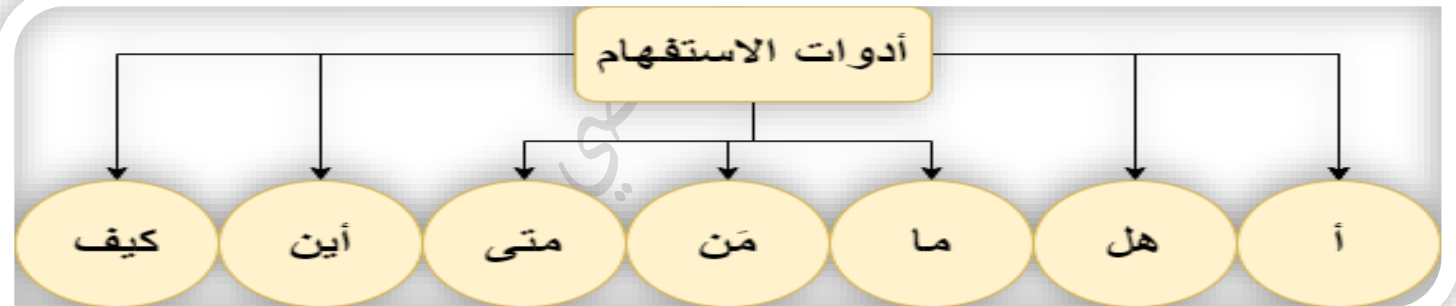 أدوات الاستفهام
أ هل ما مَن متى أين كيف